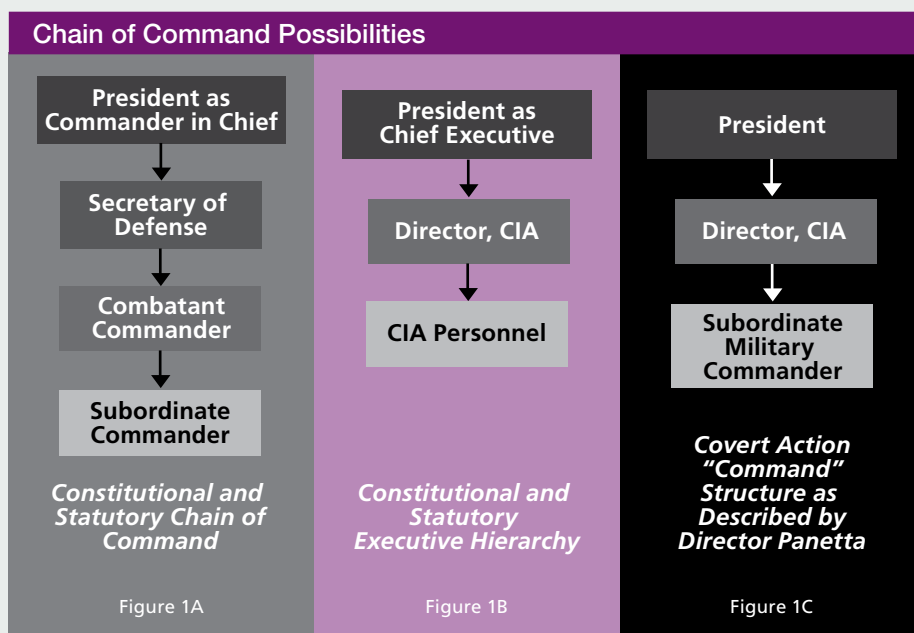 Chain of Command Possibilities
President as
Commander in Chief
Secretary of
Defense
Combatant
Commander
Subordinate
Commander
Constitutional and
Statutory Chain of
Command
Figure 1A
President as
Chief Executive
Director, CIA
CIA Personnel
Constitutional and
Statutory
Executive Hierarchy
Figure 1B
President
Director, CIA
Subordinate
Military
Commander
Covert Action
“Command”
Structure as
Described by
Director Panetta
Figure 1C